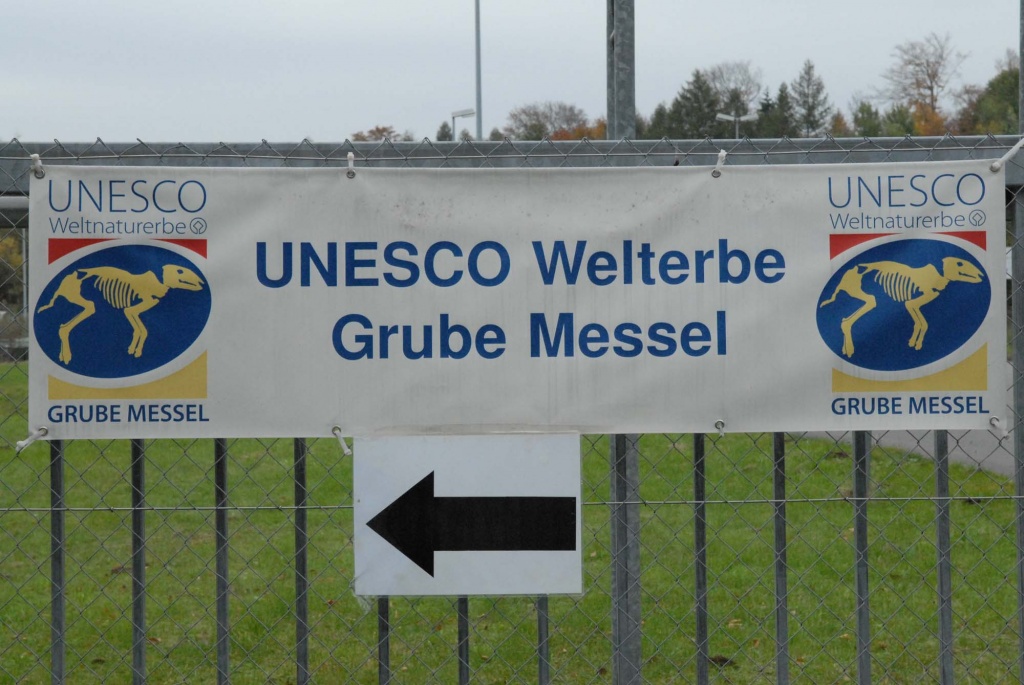 UNESCO
Weltnaturerbe
GRUBE MESSEL
UNESCO Welterbe
Grube Messel
UNESCO
Weltnaturerbe
GRUBE MESSEL